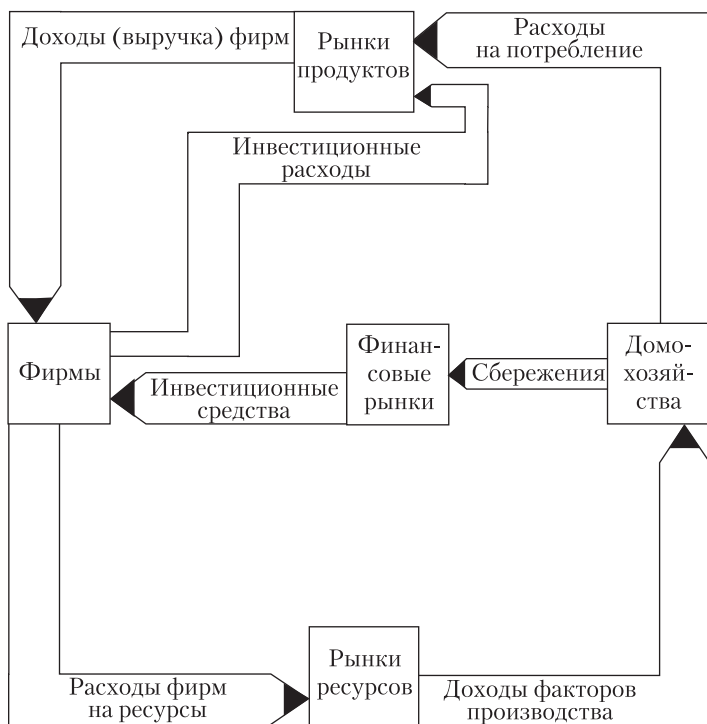 Доходы (выручка) фирм
Рынки
продуктов
Расходы
на потребление
Инвестиционные
расходы
Фирмы
Инвестиционные
средства
Финан-
совые
рынки
Сбережения
Домо-
хозяй-
ства
Расходы фирм
на ресурсы
Рынки
ресурсов
Доходы факторов
производства